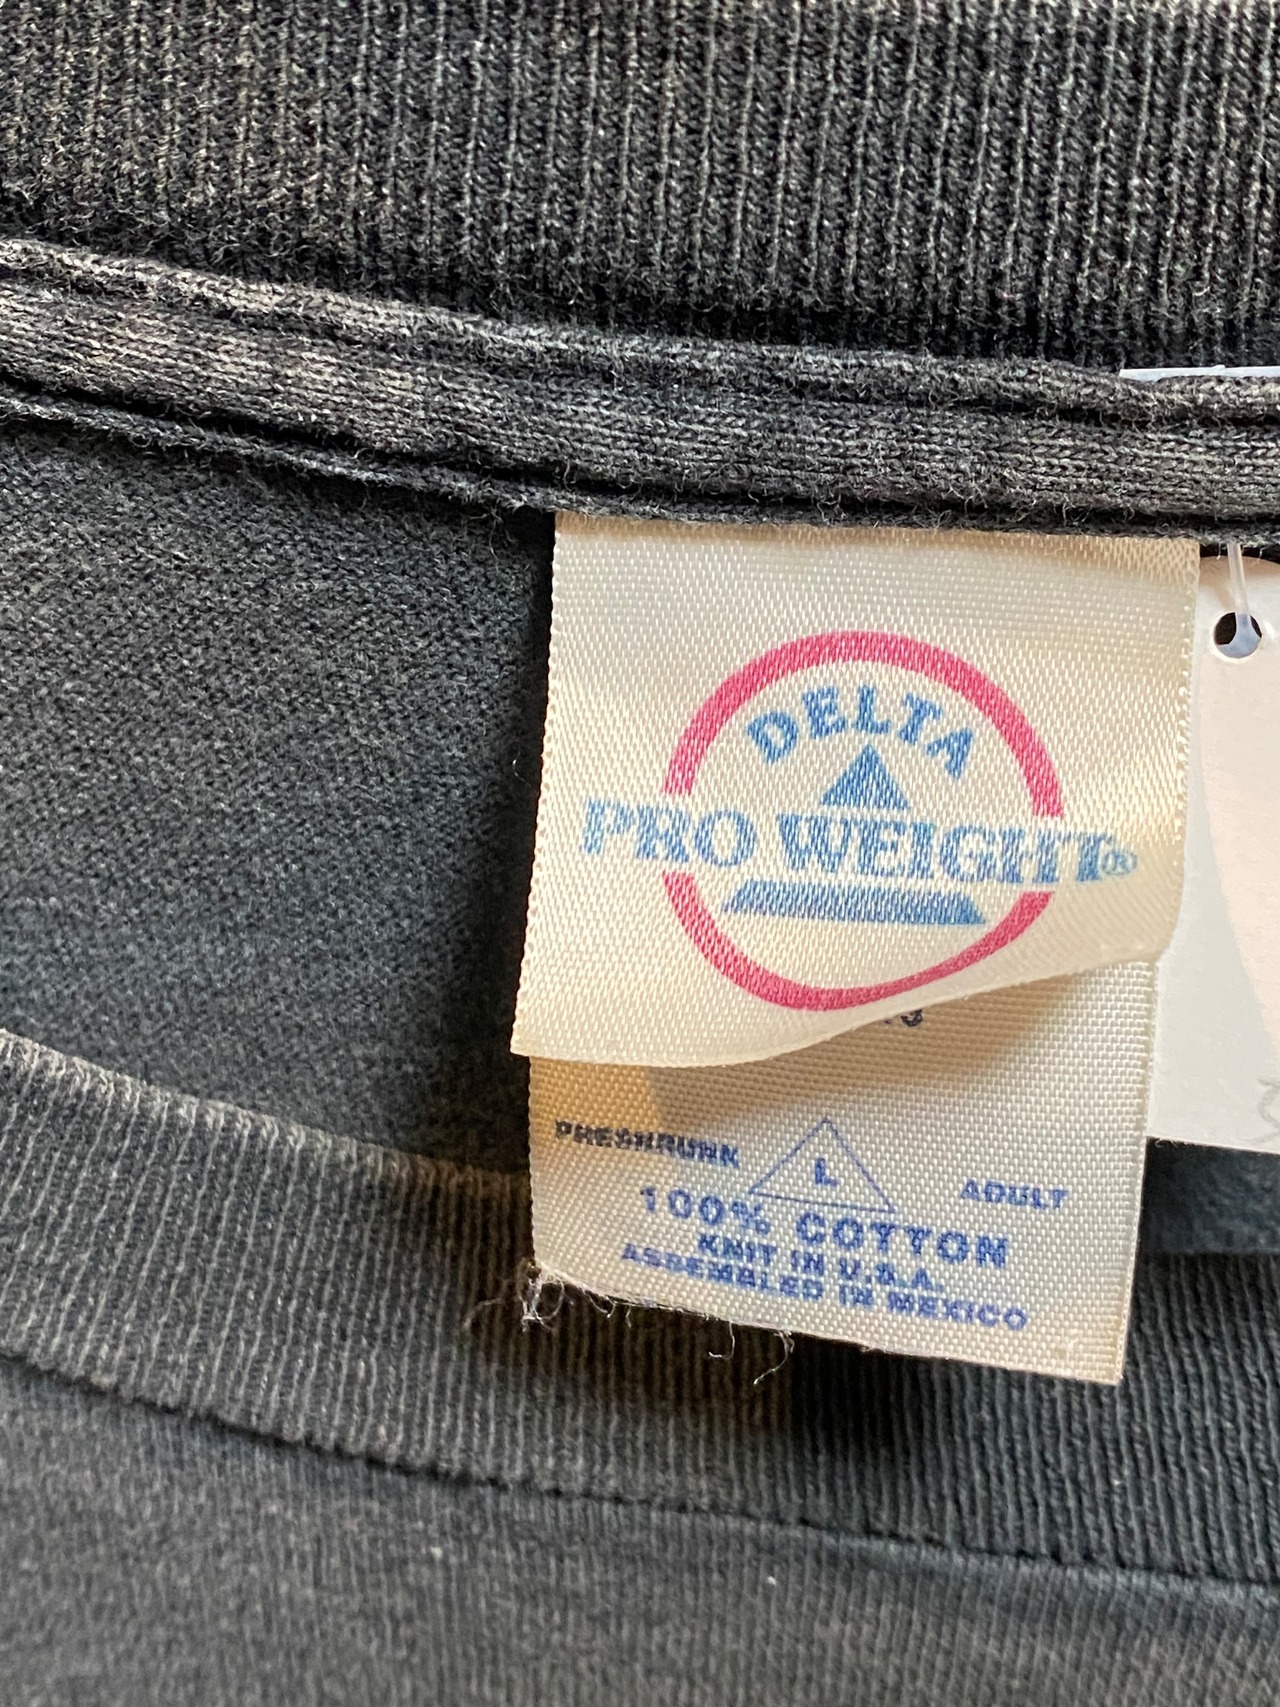 DELTA
PRO WEIGHT®
PRESHRUNK L ADULT
100% COTTON
KNIT IN U.S.A.
ASSEMBLED IN MEXICO